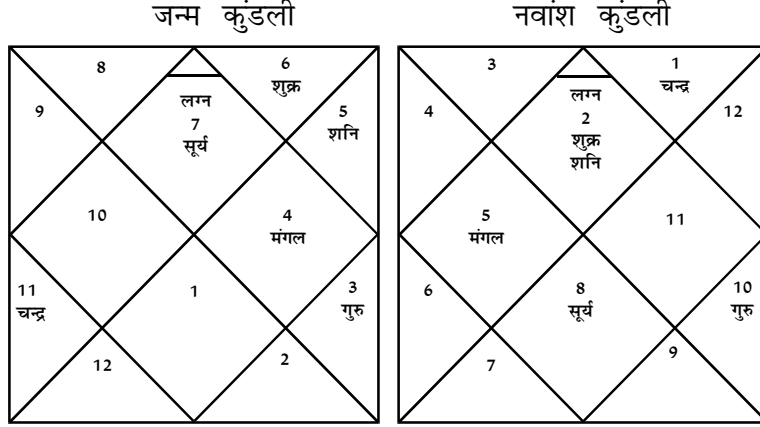 जन्म कुंडली
8
6
शुक्र
9
लग्न
7
सूर्य
5
शनि
10
4
मंगल
11
चन्द्र
1
3
गुरु
12
2
नवांश कुंडली
3
1
चन्द्र
4
लग्न
2
शुक्र
शनि
12
5
मंगल
11
6
8
सूर्य
10
गुरु
7
9